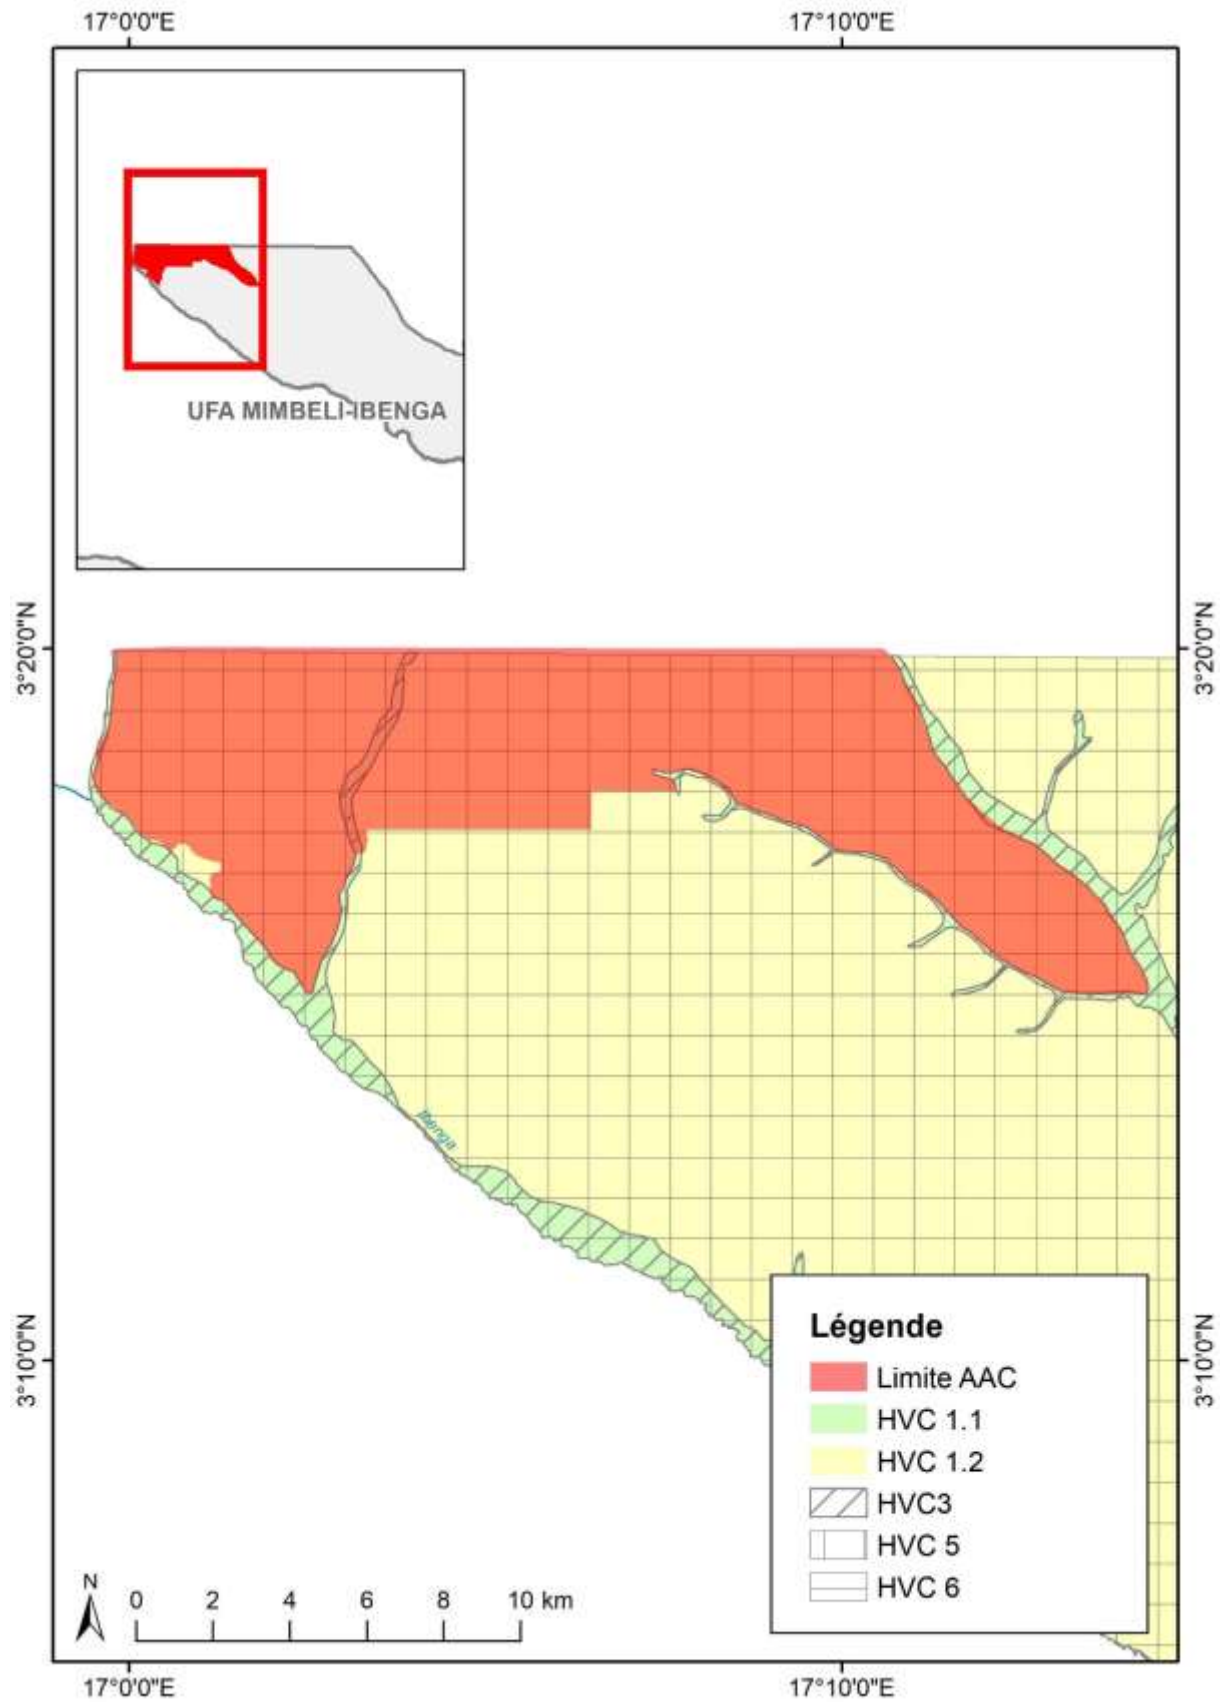 17°0'0"E
17°10'0"E
UFA MIMBELI-IBENGA
3°20'0"N
3°20'0"N
Ibenga
3°10'0"N
3°10'0"N
Légende
Limite AAC
HVC 1.1
HVC 1.2
HVC3
HVC 5
HVC 6
N
0 2 4 6 8 10 km
17°0'0"E
17°10'0"E